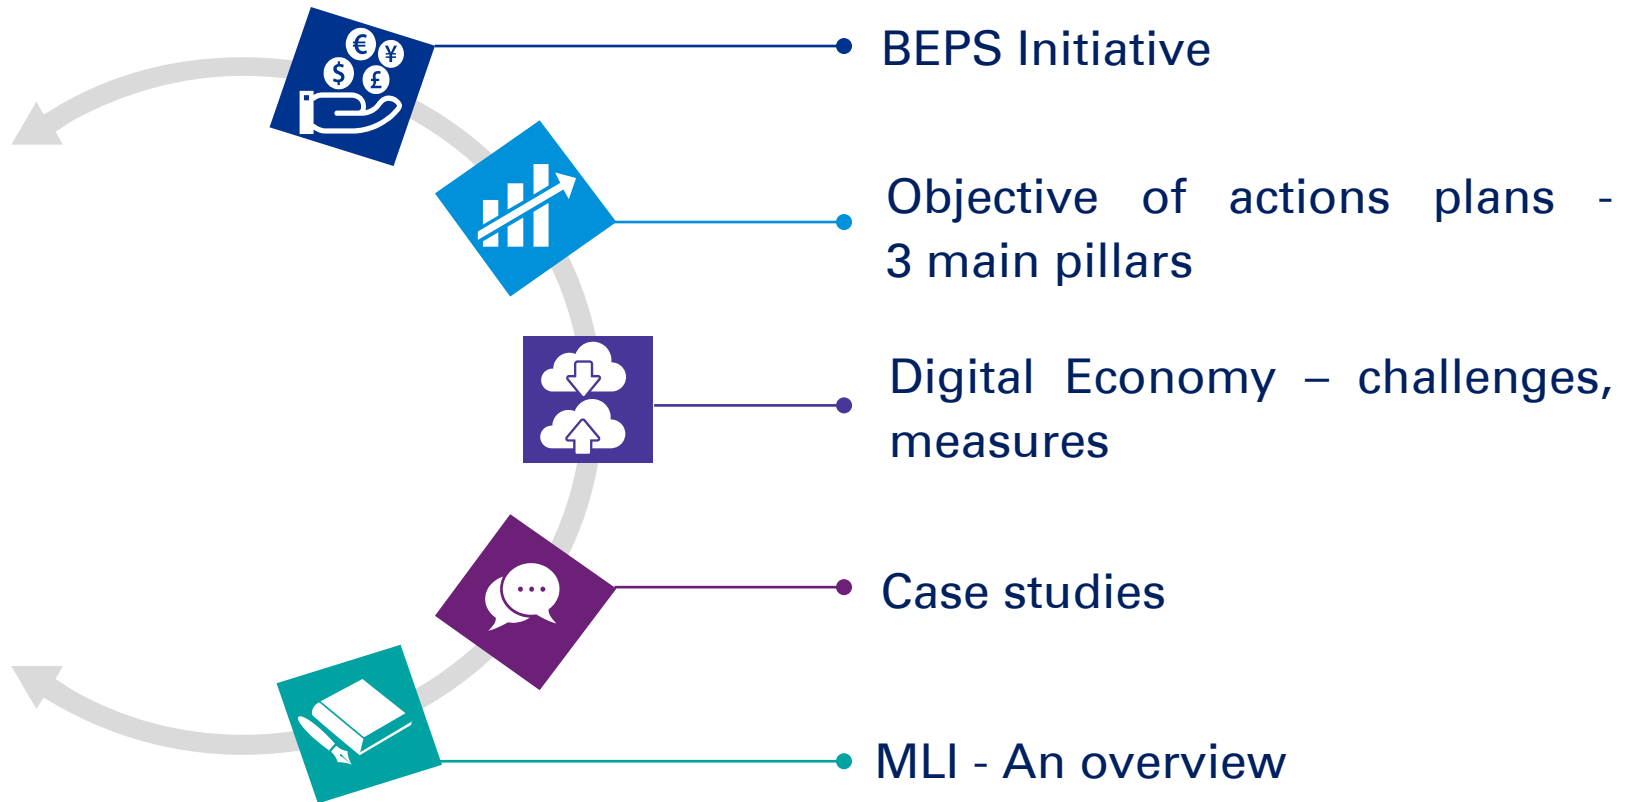 €
¥
$
£
BEPS Initiative
Objective of actions plans -
3 main pillars
Digital Economy – challenges,
measures
Case studies
MLI - An overview